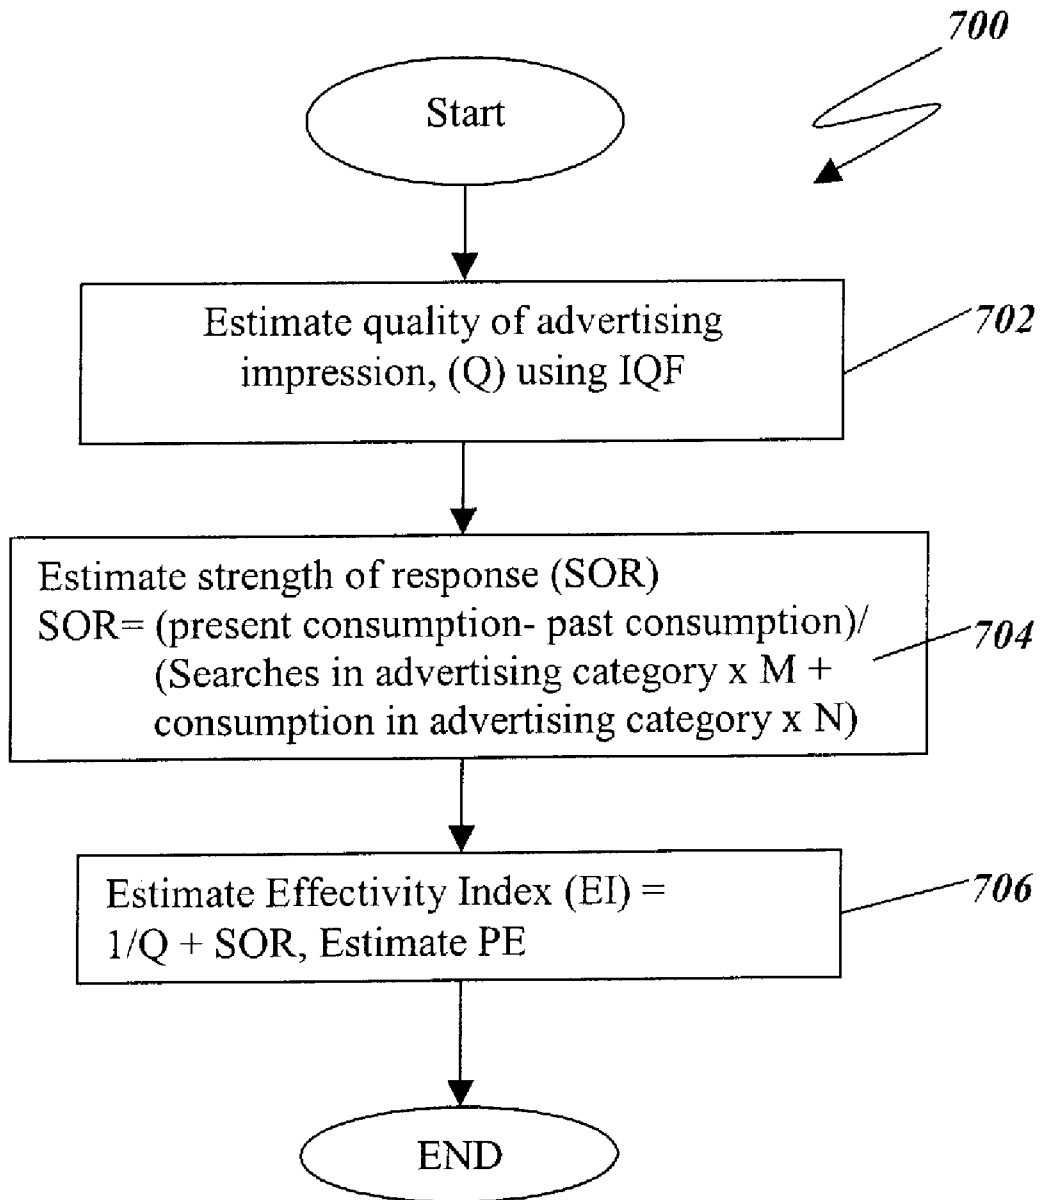 700
Start
Estimate quality of advertising
impression, (Q) using IQF
702
Estimate strength of response (SOR)
SOR= (present consumption- past consumption)/
(Searches in advertising category x M +
consumption in advertising category x N)
704
Estimate Effectivity Index (EI) =
1/Q + SOR, Estimate PE
706
END